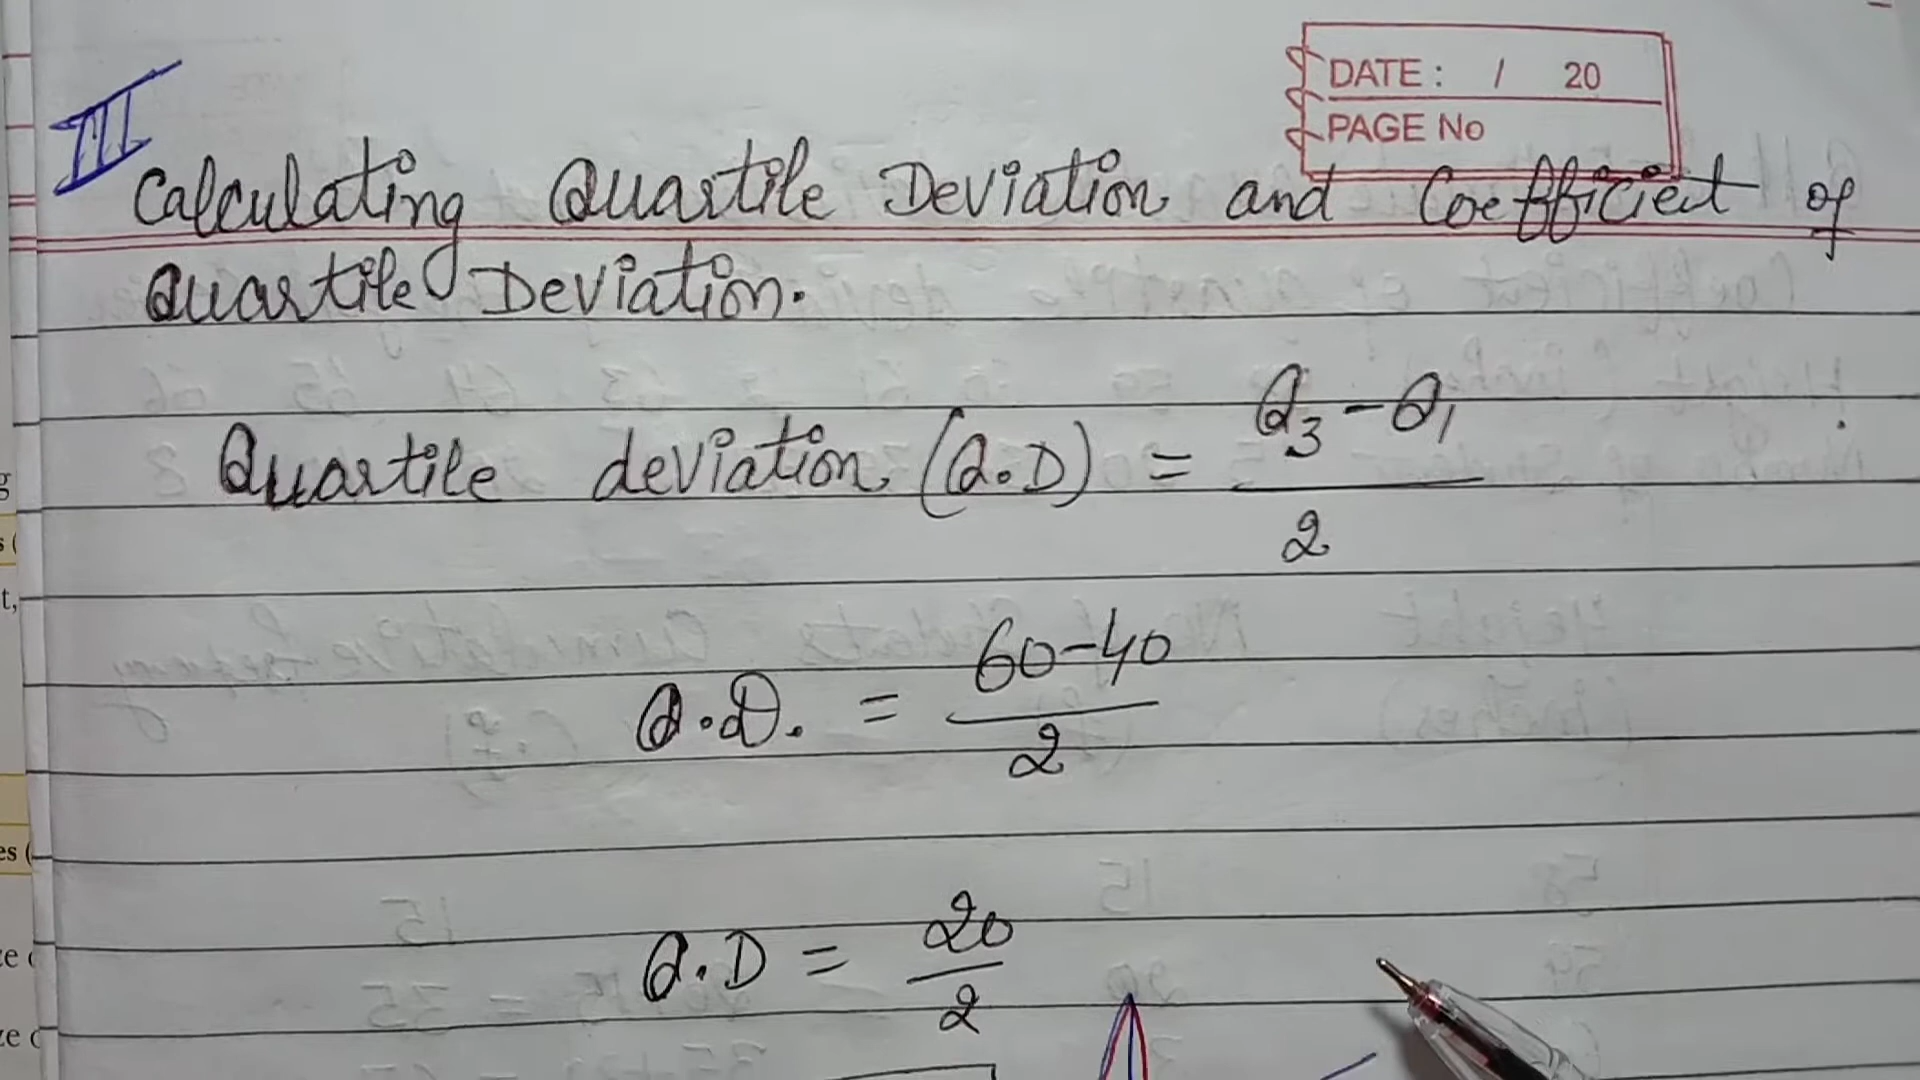 DATE : / 20
PAGE No
III
Calculating Quartile Deviation and Coefficient of
Quartile Deviation.
Quartile deviation (Q.D) = Q₃ - Q₁ / 2
Q.D. = 60-40 / 2
Q.D = 20 / 2